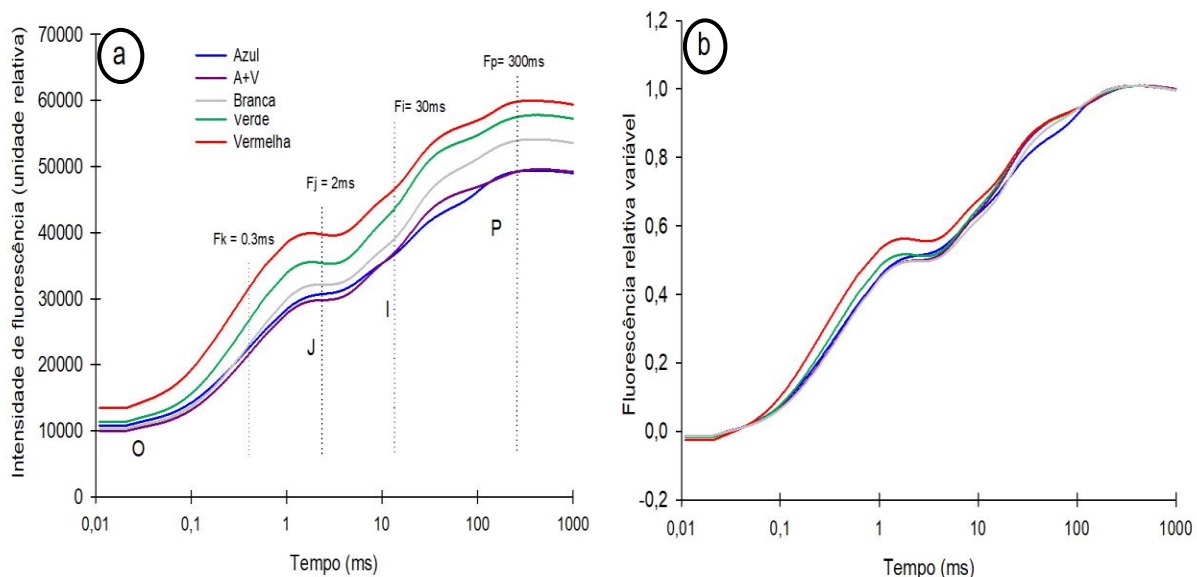 a
Intensidade de fluorescência (unidade relativa)
70000
60000
50000
40000
30000
20000
10000
0
Azul
A+V
Branca
Verde
Vermelha
Fp= 300ms
Fi= 30ms
Fj = 2ms
Fk = 0.3ms
P
I
J
O
0,01
0,1
1
10
100
1000
Tempo (ms)
b
Fluorescência relativa variável
1,2
1,0
0,8
0,6
0,4
0,2
0,0
-0,2
0,01
0,1
1
10
100
1000
Tempo (ms)